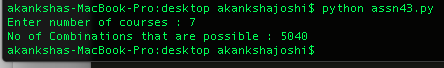 akankshas-MacBook-Pro:desktop akankshajoshi$ python assn43.py
Enter number of courses : 7
No of Combinations that are possible : 5040
akankshas-MacBook-Pro:desktop akankshajoshi$